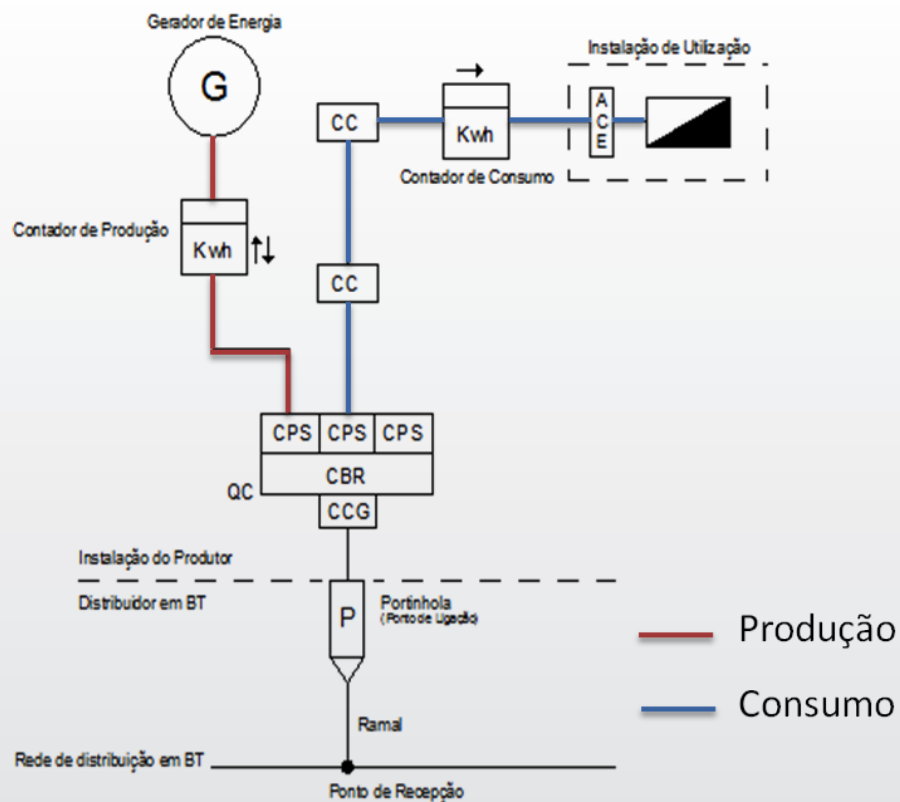 Gerador de Energia
G
Instalação de Utilização
CC
Kwh
A
C
E
Contador de Consumo
Contador de Produção
Kwh
CC
CPS CPS CPS
CBR
QC
CCG
Instalação do Produtor
Distribuidor em BT
P
Portinhola
(Ponto de Ligação)
Produção
Consumo
Ramal
Rede de distribuição em BT
Ponto de Recepção